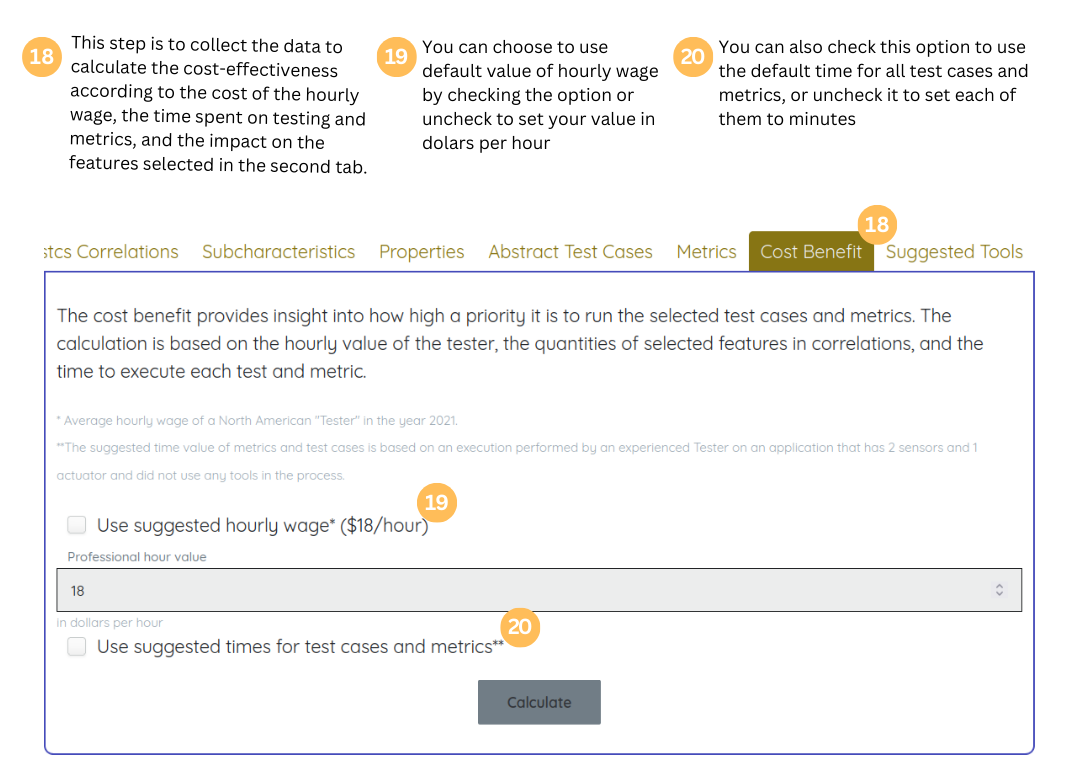 18
This step is to collect the data to
calculate the cost-effectiveness
according to the cost of the hourly
wage, the time spent on testing and
metrics, and the impact on the
features selected in the second tab.
19
You can choose to use
default value of hourly wage
by checking the option or
uncheck to set your value in
dolars per hour
20
You can also check this option to use
the default time for all test cases and
metrics, or uncheck it to set each of
them to minutes
18
stcs Correlations Subcharacteristics Properties Abstract Test Cases Metrics Cost Benefit Suggested Tools
The cost benefit provides insight into how high a priority it is to run the selected test cases and metrics. The
calculation is based on the hourly value of the tester, the quantities of selected features in correlations, and the
time to execute each test and metric.
* Average hourly wage of a North American "Tester" in the year 2021.
**The suggested time value of metrics and test cases is based on an execution performed by an experienced Tester on an application that has 2 sensors and 1
actuator and did not use any tools in the process.
19
Use suggested hourly wage* ($18/hour)
Professional hour value
18
in dollars per hour
20
Use suggested times for test cases and metrics**
Calculate